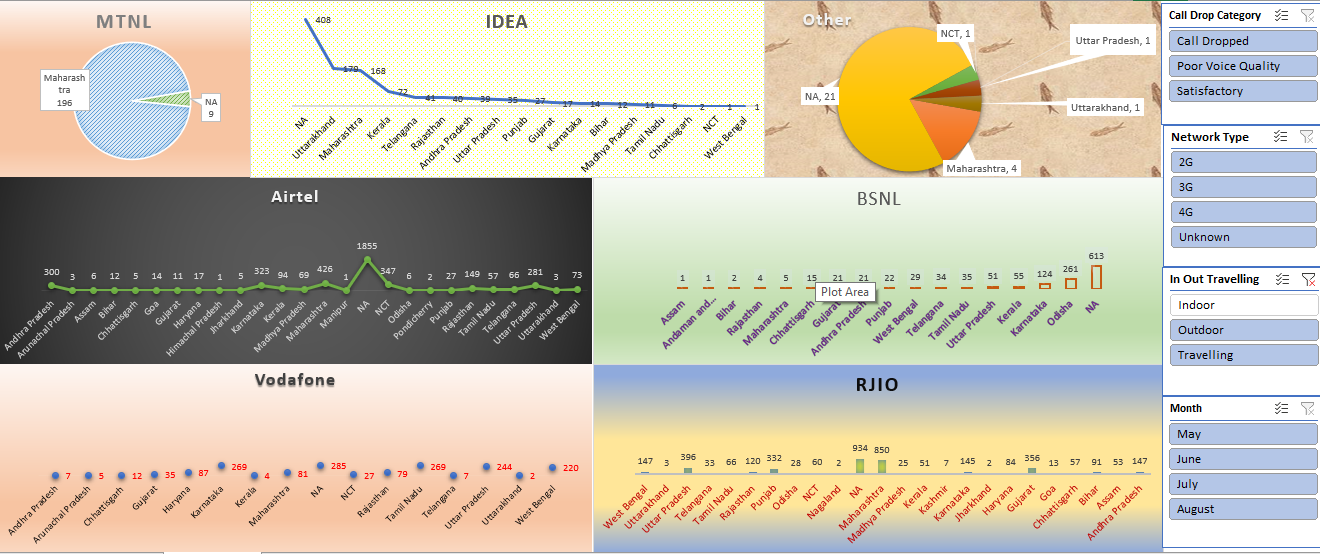 MTNL
Maharash
tra
196
NA
9
IDEA
408
179
168
72
41
40
39
35
27
17
14
12
11
6
2
1
1
NA
Uttarakhand
Maharashtra
Kerala
Telangana
Rajasthan
Andhra Pradesh
Uttar Pradesh
Punjab
Gujarat
Karnataka
Bihar
Madhya Pradesh
Tamil Nadu
Chhattisgarh
NCT
West Bengal
Other
NCT, 1
Uttar Pradesh, 1
NA, 21
Uttarakhand, 1
Maharashtra, 4
Airtel
300
3
6
12
5
14
11
17
1
5
323
94
69
426
1
1855
347
6
2
27
149
57
66
281
3
73
Andhra Pradesh
Arunachal Pradesh
Assam
Bihar
Chhattisgarh
Goa
Gujarat
Haryana
Himachal Pradesh
Jharkhand
Karnataka
Kerala
Madhya Pradesh
Maharashtra
Manipur
NA
NCT
Odisha
Pondicherry
Punjab
Rajasthan
Tamil Nadu
Telangana
Uttar Pradesh
Uttarakhand
West Bengal
BSNL
1
1
2
4
5
15
21
21
22
29
34
35
51
55
124
261
613
Plot Area
Assam
Andaman and...
Bihar
Rajasthan
Maharashtra
Chhattisgarh
Gujarat
Andhra Pradesh
Punjab
West Bengal
Telangana
Tamil Nadu
Uttar Pradesh
Kerala
Karnataka
Odisha
NA
Vodafone
7
5
12
35
87
269
4
81
285
27
79
269
7
244
2
220
Andhra Pradesh
Arunachal Pradesh
Chhattisgarh
Gujarat
Haryana
Karnataka
Kerala
Maharashtra
NA
NCT
Rajasthan
Tamil Nadu
Telangana
Uttar Pradesh
Uttarakhand
West Bengal
RJIO
147
3
396
33
66
120
332
28
60
2
934
850
25
51
7
145
2
84
356
13
57
91
53
147
West Bengal
Uttarakhand
Uttar Pradesh
Telangana
Tamil Nadu
Rajasthan
Punjab
Odisha
NCT
Nagaland
NA
Maharashtra
Madhya Pradesh
Kerala
Kashmir
Karnataka
Jharkhand
Haryana
Gujarat
Goa
Chhattisgarh
Bihar
Assam
Andhra Pradesh
Call Drop Category
Call Dropped
Poor Voice Quality
Satisfactory
Network Type
2G
3G
4G
Unknown
In Out Travelling
Indoor
Outdoor
Travelling
Month
May
June
July
August